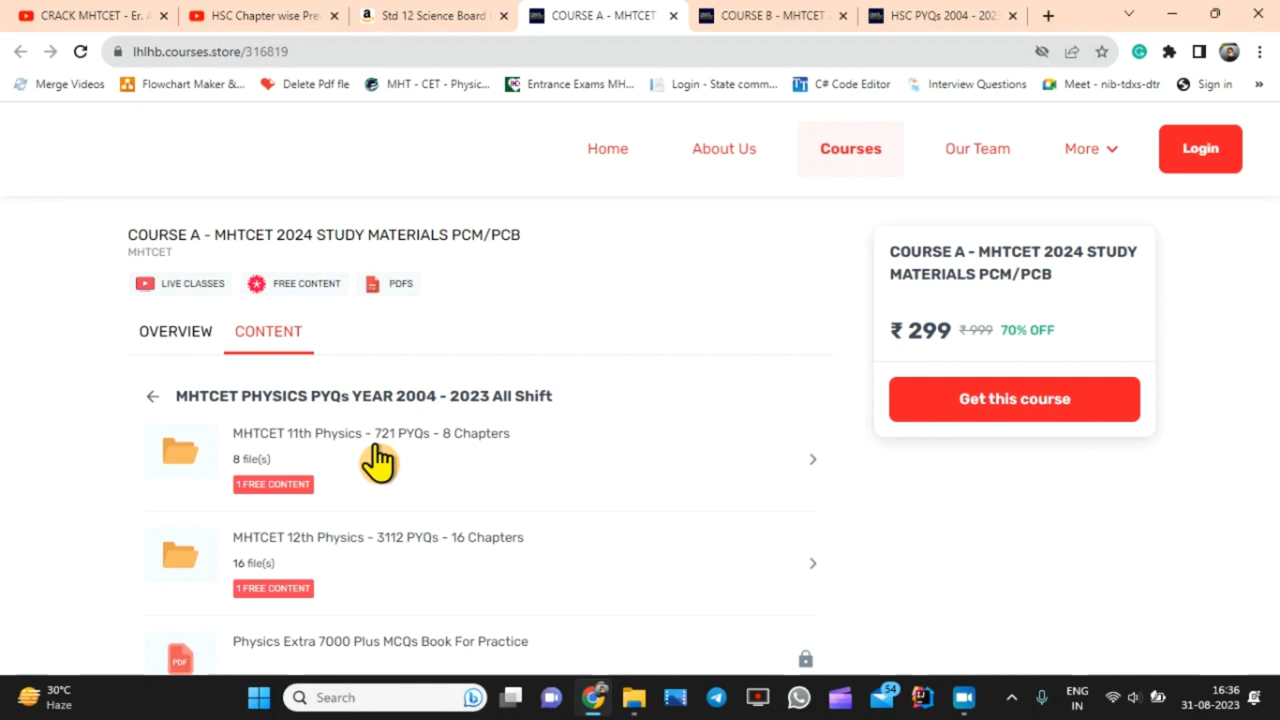 CRACK MHTCET - Er. A
HSC Chapter wise Prev
Std 12 Science Board
COURSE A - MHTCET
COURSE B - MHTCET 2
HSC PYQs 2004 - 2023
lhlhb.courses.store/316819
Merge Videos
Flowchart Maker &...
Delete Pdf fle
MHT - CET - Physic...
Entrance Exams MH...
Login - State comm...
C# Code Editor
Interview Questions
Meet - nib-tdxs-dtr
Sign in
»
Home
About Us
Courses
Our Team
More
Login
COURSE A - MHTCET 2024 STUDY MATERIALS PCM/PCB
MHTCET
LIVE CLASSES
FREE CONTENT
PDFS
OVERVIEW
CONTENT
COURSE A - MHTCET 2024 STUDY
MATERIALS PCM/PCB
₹ 299 ₹ 999 70% OFF
Get this course
MHTCET PHYSICS PYQs YEAR 2004 - 2023 All Shift
MHTCET 11th Physics - 721 PYQs - 8 Chapters
8 file(s)
1 FREE CONTENT
MHTCET 12th Physics - 3112 PYQs - 16 Chapters
16 file(s)
1 FREE CONTENT
Physics Extra 7000 Plus MCQs Book For Practice
PDF
30°C
Haze
Search
54
ENG
IN
16:36
31-08-2023